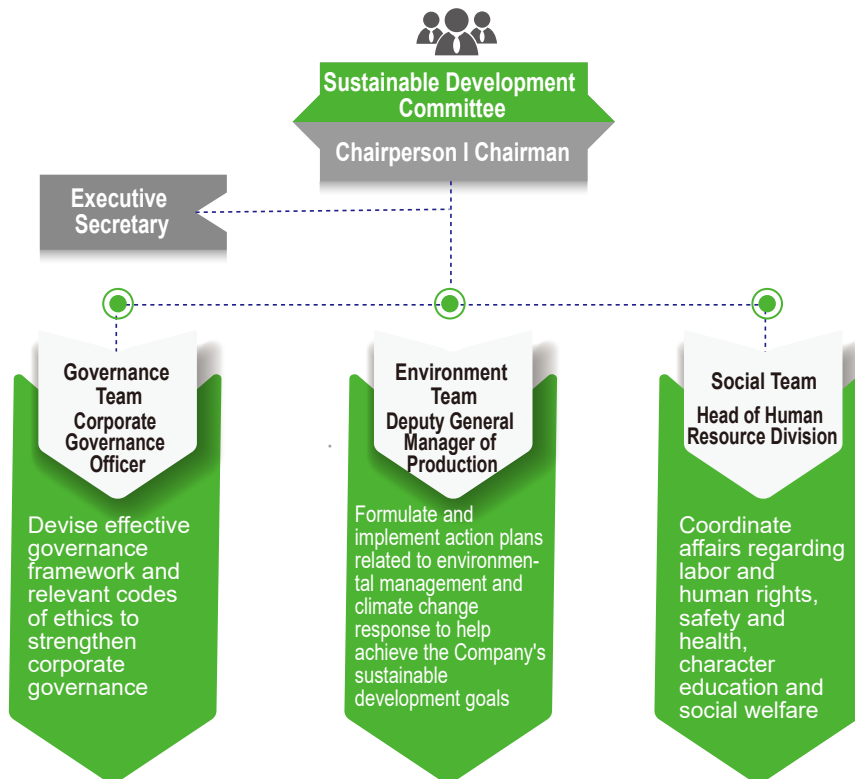 Sustainable Development
Committee
Chairperson I Chairman
Executive
Secretary
Governance
Team
Corporate
Governance
Officer
Devise effective
governance
framework and
relevant codes
of ethics to
strengthen
corporate
governance
Environment
Team
Deputy General
Manager of
Production
Formulate and
implement action plans
related to environmen-
tal management and
climate change
response to help
achieve the Company's
sustainable
development goals
Social Team
Head of Human
Resource Division
Coordinate
affairs regarding
labor and
human rights,
safety and
health,
character
education and
social welfare